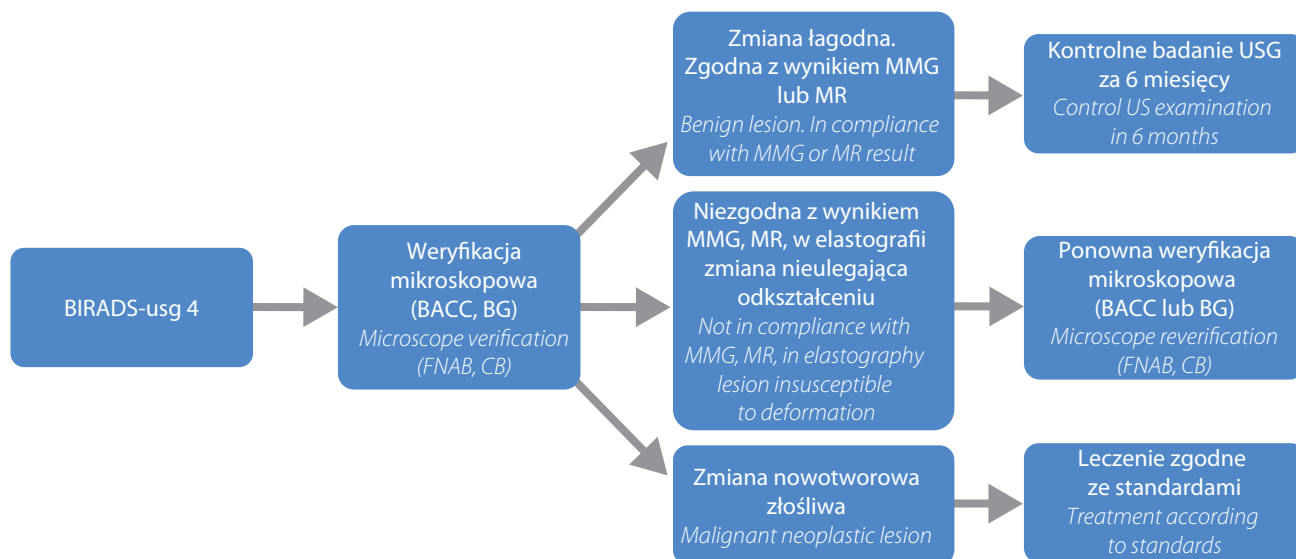 BIRADS-usg 4
Weryfikacja
mikroskopowa
(BACC, BG)
Microscope verification
(FNAB, CB)
Zmiana łagodna.
Zgodna z wynikiem MMG
lub MR
Benign lesion. In compliance
with MMG or MR result
Kontrolne badanie USG
za 6 miesięcy
Control US examination
in 6 months
Niezgodna z wynikiem
MMG, MR, w elastografii
zmiana nieulegająca
odkształceniu
Not in compliance with
MMG, MR, in elastography
lesion insusceptible
to deformation
Ponowna weryfikacja
mikroskopowa
(BACC lub BG)
Microscope reverification
(FNAB, CB)
Zmiana nowotworowa
złośliwa
Malignant neoplastic lesion
Leczenie zgodne
ze standardami
Treatment according
to standards